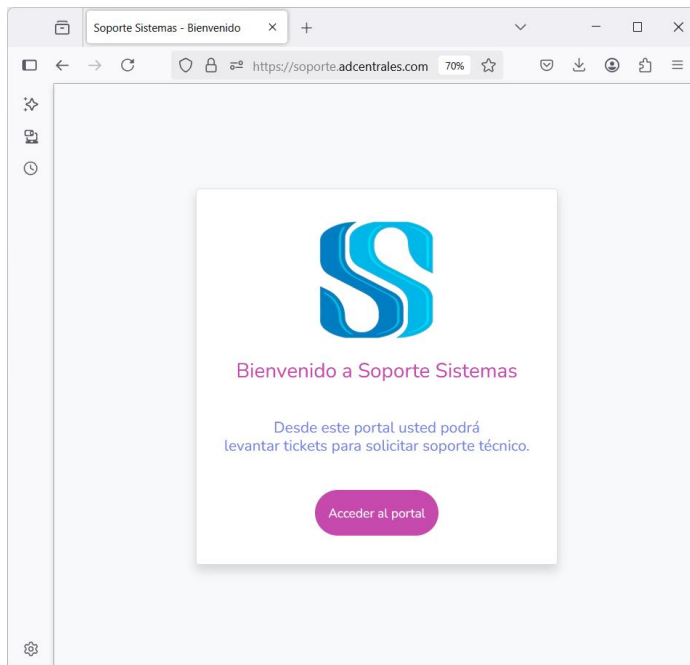 Soporte Sistemas - Bienvenido
https://soporte.adcentrales.com 70%
SS
Bienvenido a Soporte Sistemas
Desde este portal usted podrá
levantar tickets para solicitar soporte técnico.
Acceder al portal